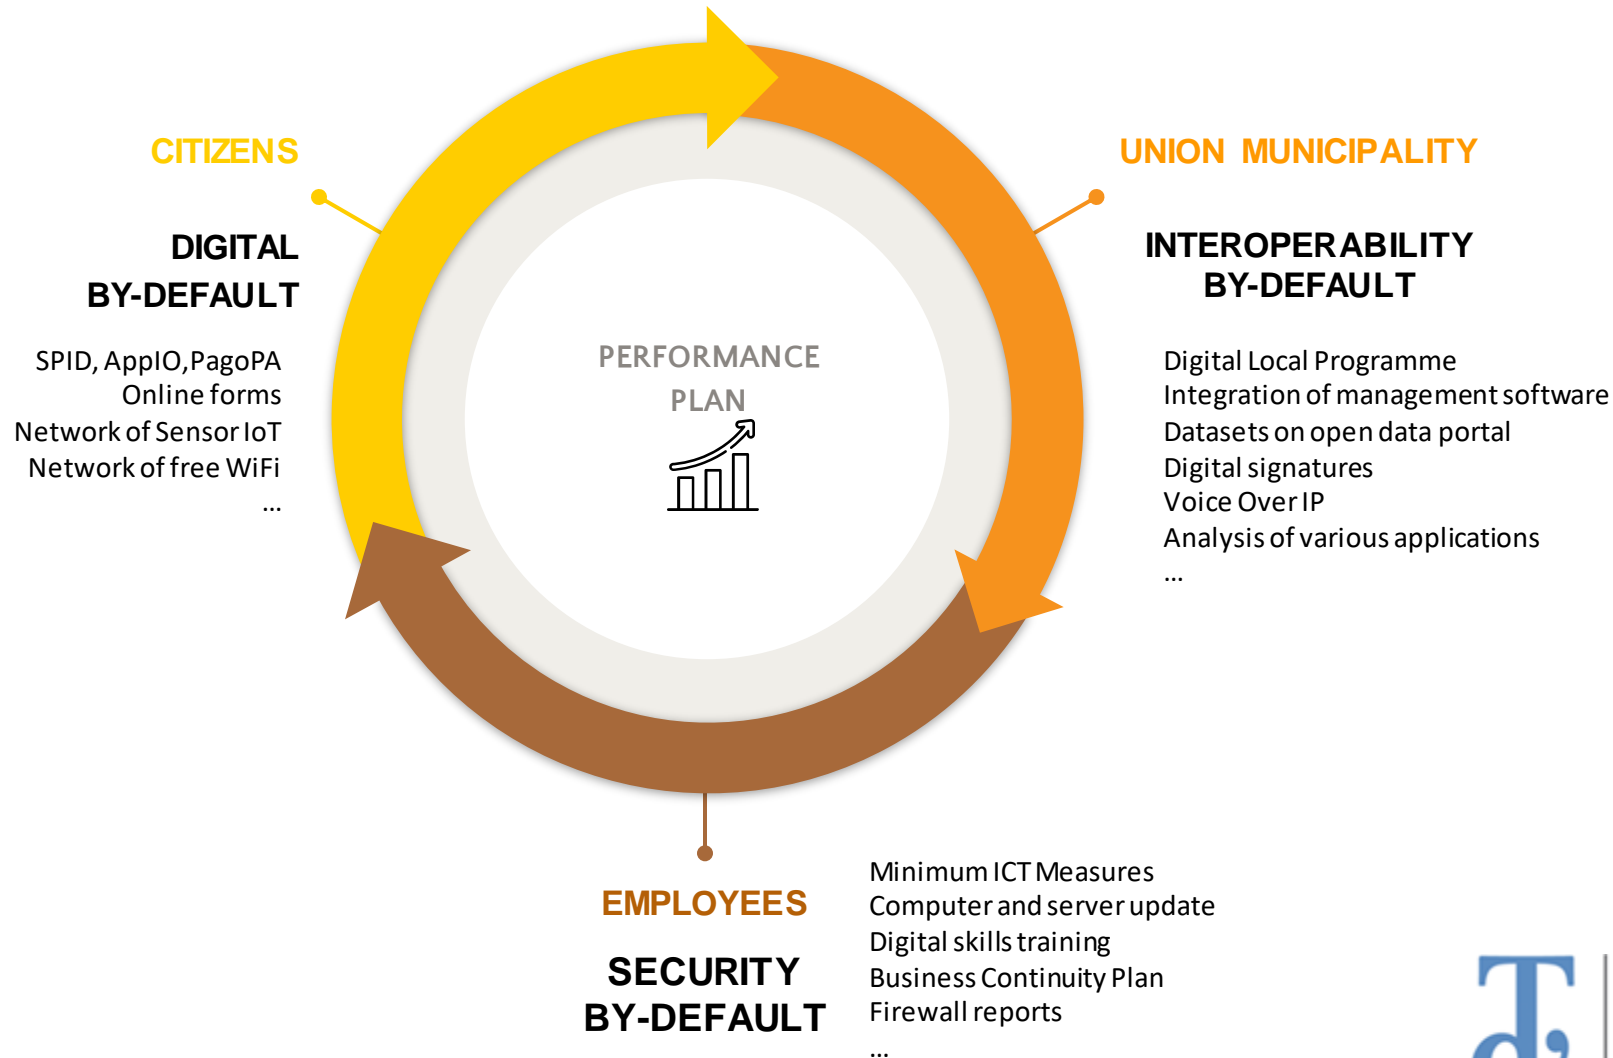 CITIZENS
DIGITAL
BY-DEFAULT
SPID, AppIO,PagoPA
Online forms
Network of Sensor IoT
Network of free WiFi
...
UNION MUNICIPALITY
INTEROPERABILITY
BY-DEFAULT
Digital Local Programme
Integration of management software
Datasets on open data portal
Digital signatures
Voice Over IP
Analysis of various applications
...
PERFORMANCE
PLAN
EMPLOYEES
SECURITY
BY-DEFAULT
Minimum ICT Measures
Computer and server update
Digital skills training
Business Continuity Plan
Firewall reports
...